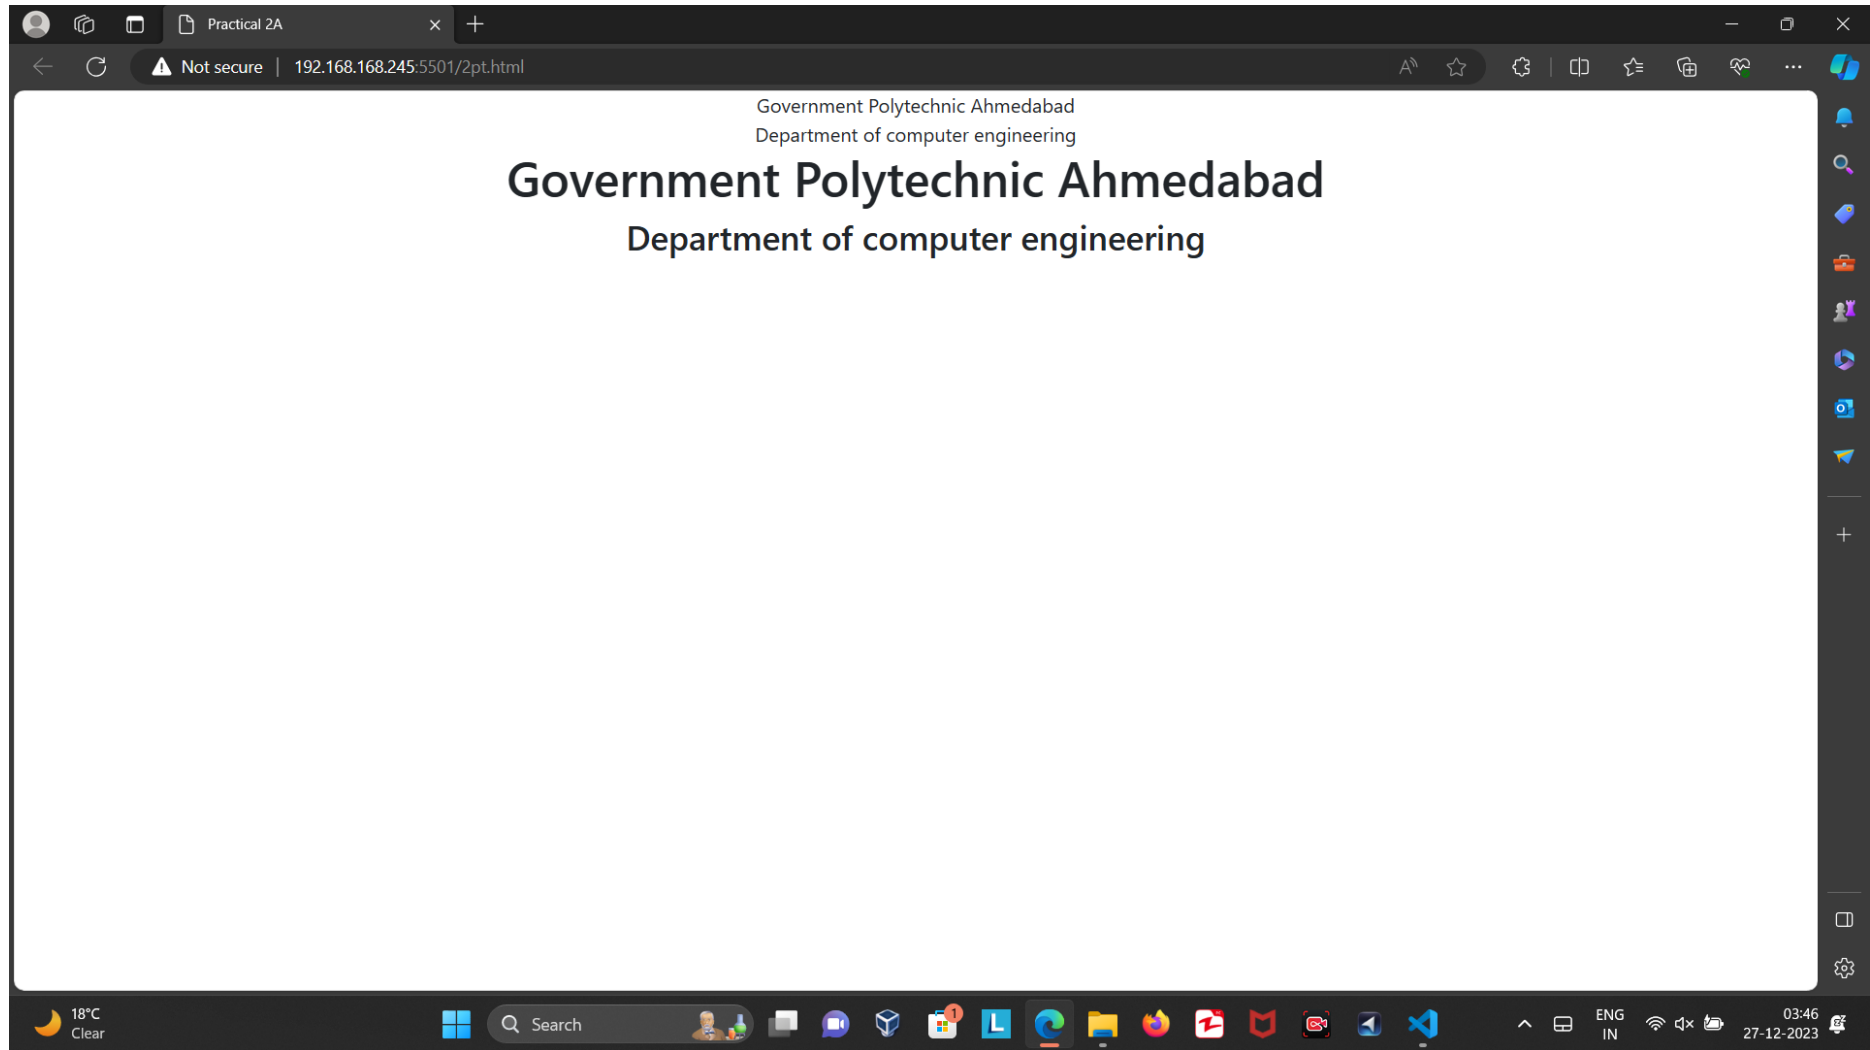 Practical 2A
Not secure
192.168.168.245:5501/2pt.html
Government Polytechnic Ahmedabad
Department of computer engineering
Government Polytechnic Ahmedabad
Department of computer engineering
18°C
Clear
Search
1
L
ENG
IN
03:46
27-12-2023